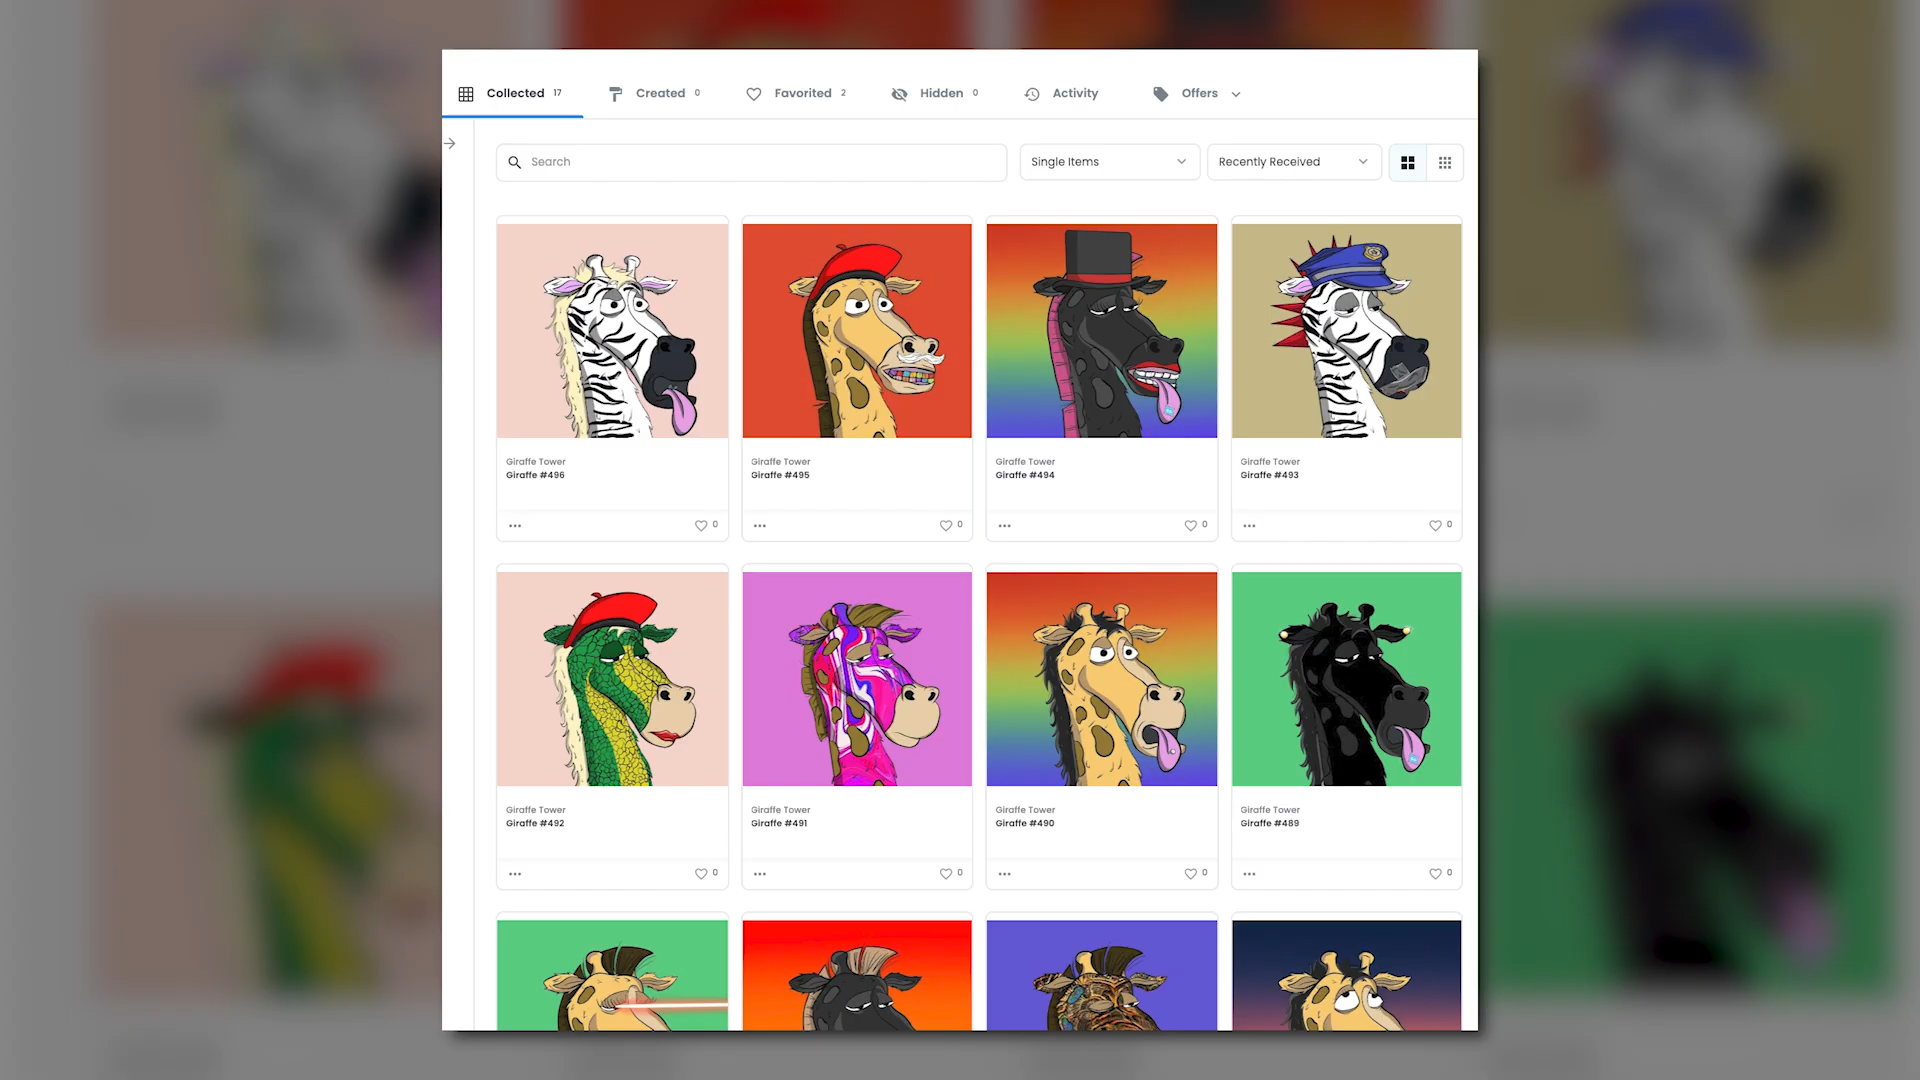 Collected 17 Created 0 Favorited 2 Hidden 0 Activity Offers
Search Single Items Recently Received
Giraffe Tower Giraffe Tower Giraffe Tower Giraffe Tower
Giraffe #496 Giraffe #495 Giraffe #494 Giraffe #493
0 0 0 0
Giraffe Tower Giraffe Tower Giraffe Tower Giraffe Tower
Giraffe #492 Giraffe #491 Giraffe #490 Giraffe #489
0 0 0 0